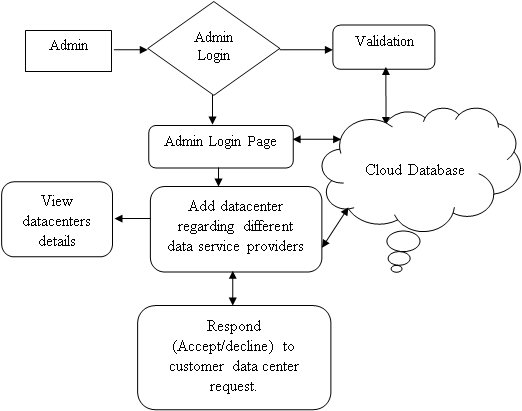 Admin
Admin
Login
Validation
Admin Login Page
Cloud Database
View
datacenters
details
Add datacenter
regarding different
data service providers
Respond
(Accept/decline) to
customer data center
request.